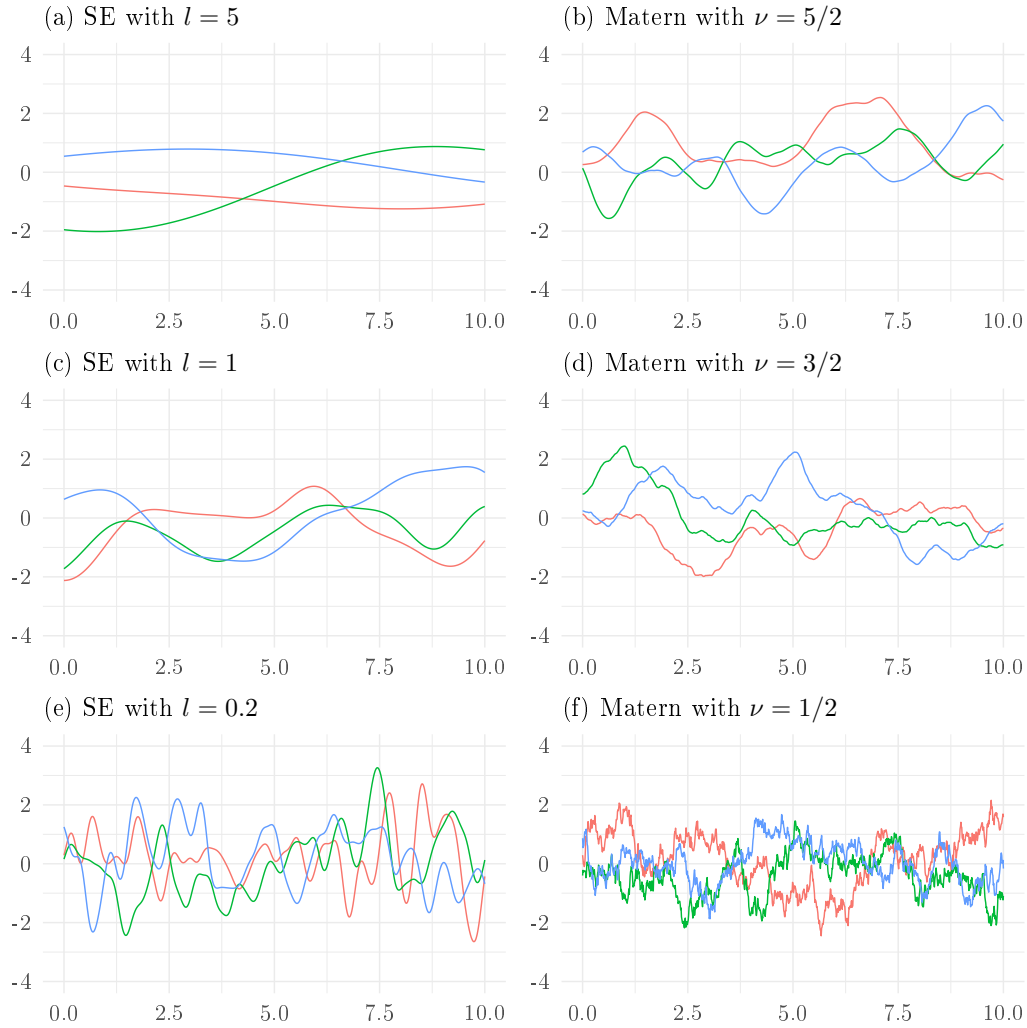 (a) SE with l = 5
4
2
0
-2
-4
0.0 2.5 5.0 7.5 10.0
(b) Matern with ν = 5/2
4
2
0
-2
-4
0.0 2.5 5.0 7.5 10.0
(c) SE with l = 1
4
2
0
-2
-4
0.0 2.5 5.0 7.5 10.0
(d) Matern with ν = 3/2
4
2
0
-2
-4
0.0 2.5 5.0 7.5 10.0
(e) SE with l = 0.2
4
2
0
-2
-4
0.0 2.5 5.0 7.5 10.0
(f) Matern with ν = 1/2
4
2
0
-2
-4
0.0 2.5 5.0 7.5 10.0